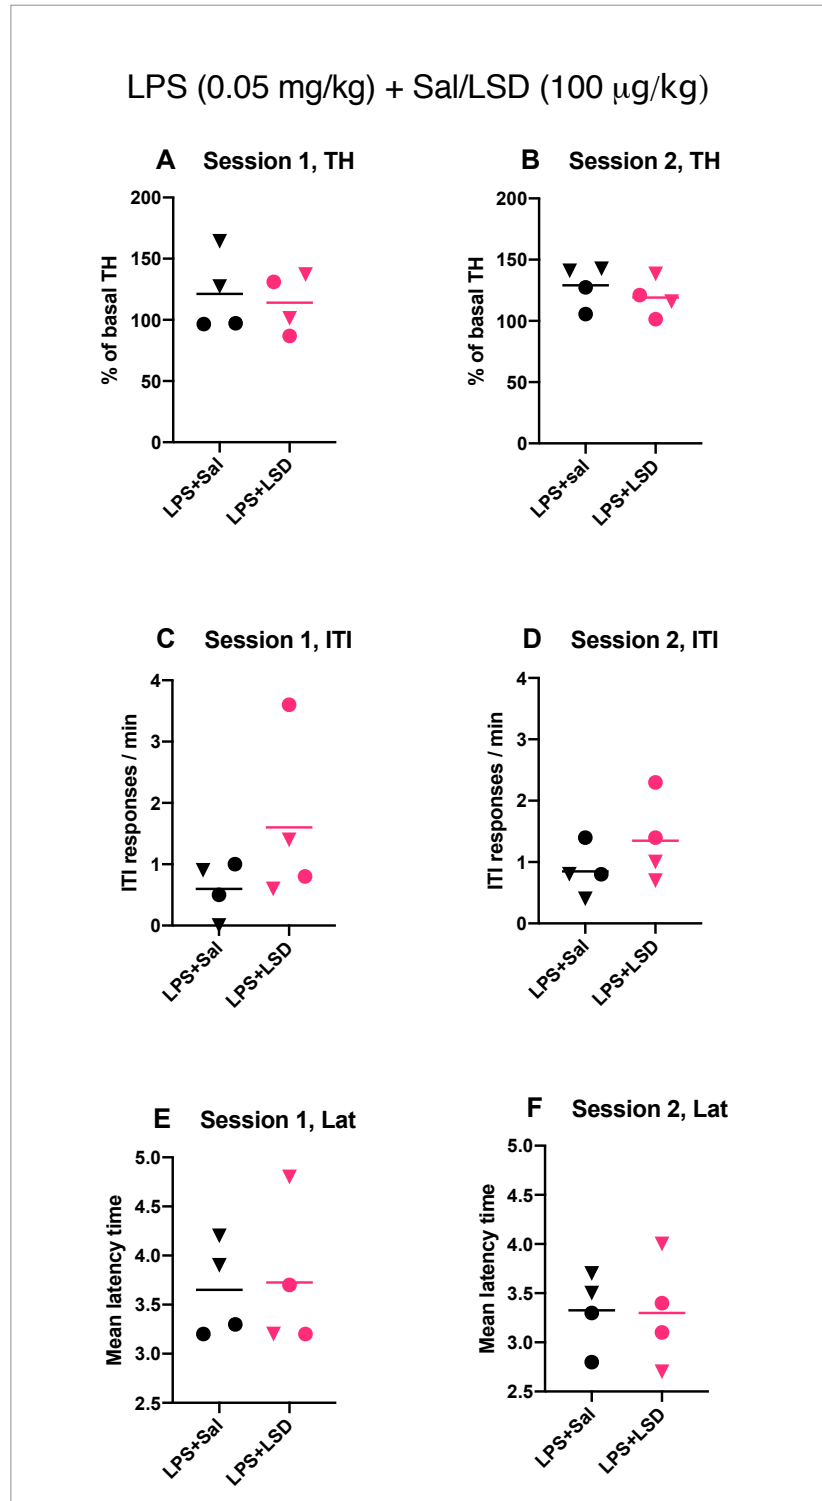 LPS (0.05 mg/kg) + Sal/LSD (100 μg/kg)
A Session 1, TH
% of basal TH
200
150
100
50
0
LPS+Sal
LPS+LSD
B Session 2, TH
% of basal TH
200
150
100
50
0
LPS+sal
LPS+LSD
C Session 1, ITI
ITI responses / min
4
3
2
1
0
LPS+Sal
LPS+LSD
D Session 2, ITI
ITI responses / min
4
3
2
1
0
LPS+Sal
LPS+LSD
E Session 1, Lat
Mean latency time
5.0
4.5
4.0
3.5
3.0
2.5
LPS+Sal
LPS+LSD
F Session 2, Lat
Mean latency time
5.0
4.5
4.0
3.5
3.0
2.5
LPS+Sal
LPS+LSD